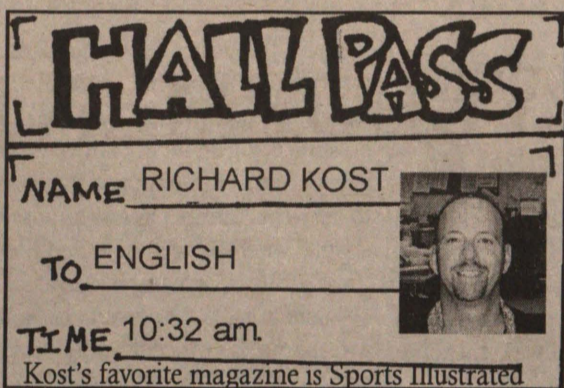 HALL PASS
NAME RICHARD KOST
TO ENGLISH
TIME 10:32 am.
Kost's favorite magazine is Sports Illustrated